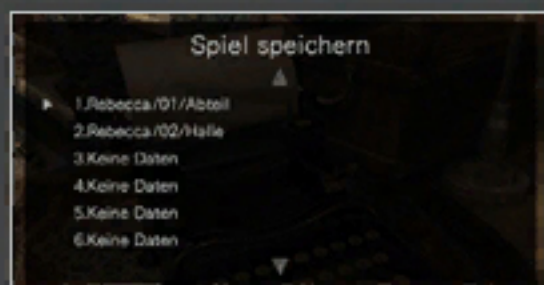 Spiel speichern
1.Rebecca/01/Abteil
2.Rebecca/02/Halle
3.Keine Daten
4.Keine Daten
5.Keine Daten
6.Keine Daten